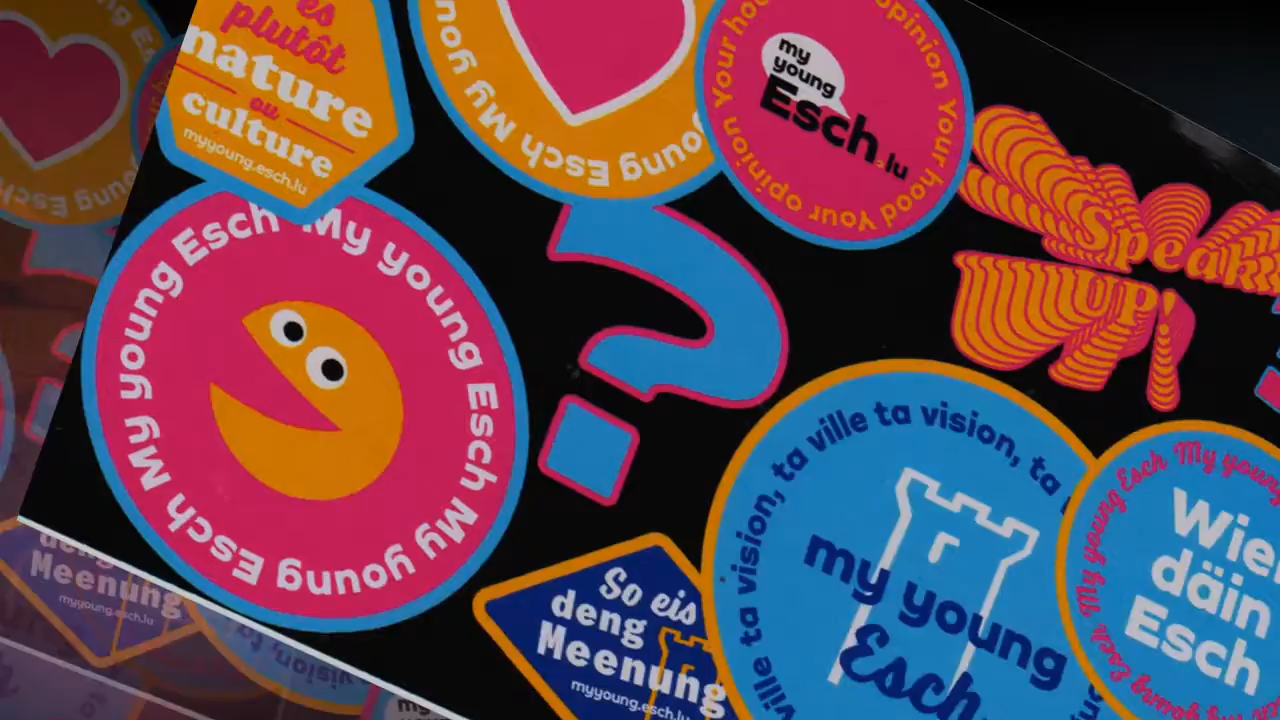 es
plutôt
nature
ou
culture
myyoung.esch.lu
young Esch My young Esch My
my
young
Esch.lu
opinion Your hood Your opinion Your hood
Speak
UP!
My young Esch My young Esch My young Esch
ta ville ta vision, ta
ville ta vision,
my young
Esch
So eis
deng
Meenung
myyoung.esch.lu
My young Esch My young
däin
Esch
deng
Meenung
myyoung.esch.lu